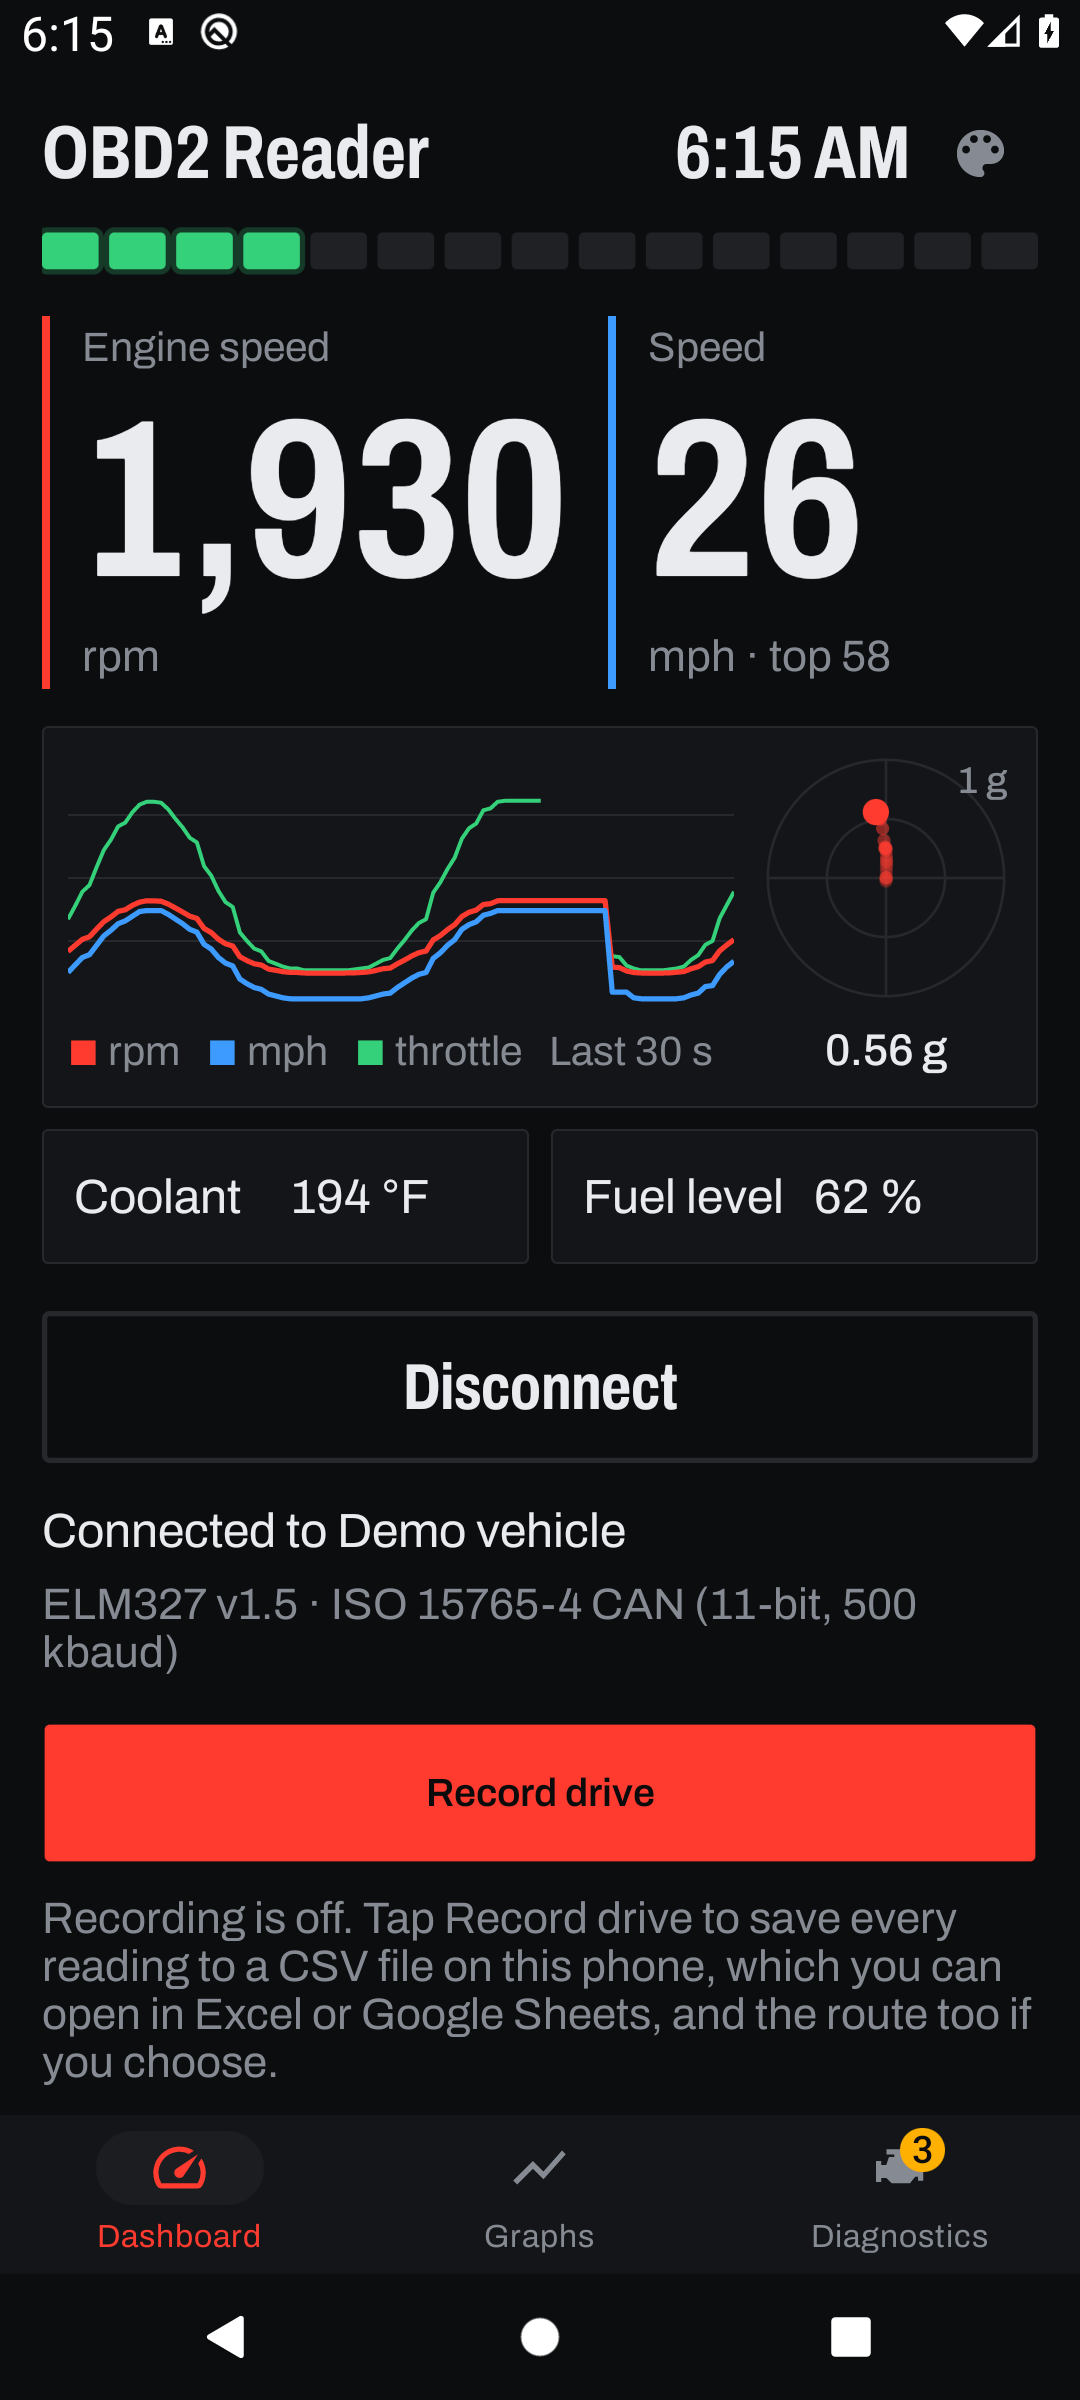 6:15
OBD2 Reader 6:15 AM
Engine speed Speed
1,930 26
rpm mph · top 58
1 g
rpm mph throttle Last 30 s 0.56 g
Coolant 194 °F Fuel level 62 %
Disconnect
Connected to Demo vehicle
ELM327 v1.5 · ISO 15765-4 CAN (11-bit, 500
kbaud)
Record drive
Recording is off. Tap Record drive to save every
reading to a CSV file on this phone, which you can
open in Excel or Google Sheets, and the route too if
you choose.
3
Dashboard Graphs Diagnostics